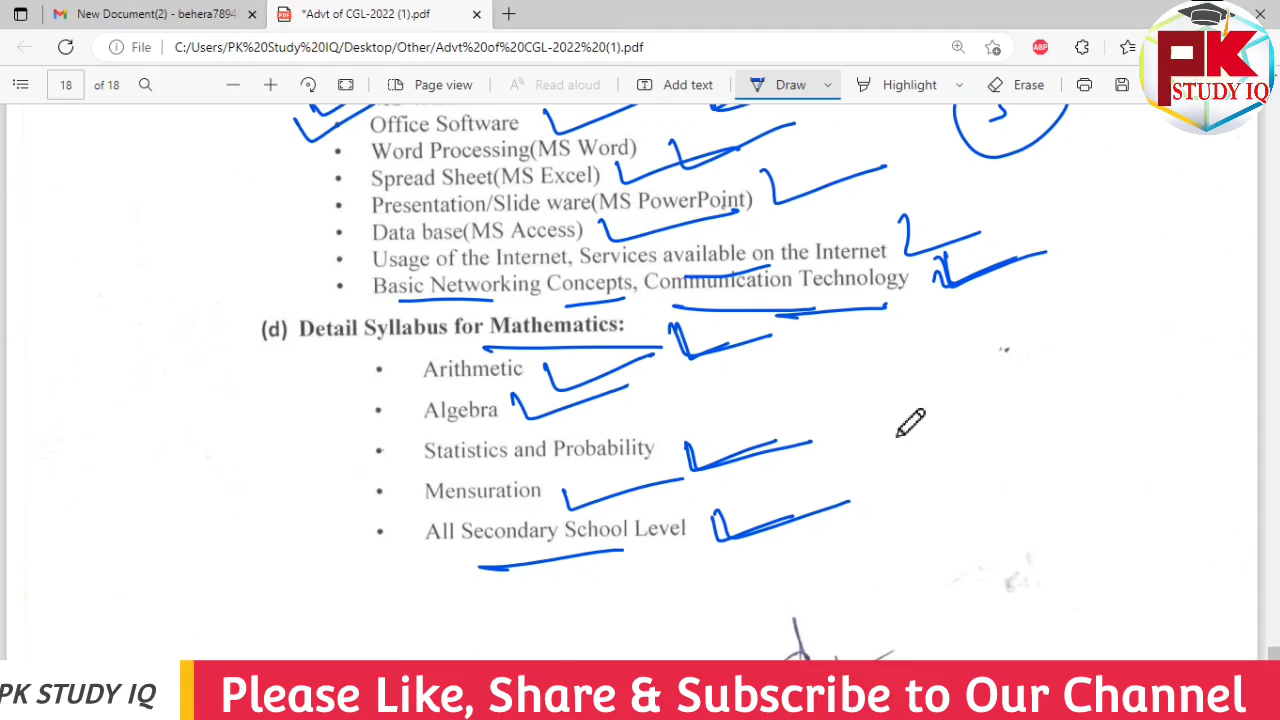 New Document(2) - behera7894
*Advt of CGL-2022 (1).pdf
File
C:/Users/PK%20Study%20IQ/Desktop/Other/Advt%20of%20CGL-2022%20(1).pdf
ABP
18 of 18
Page view
Read aloud
Add text
Draw
Highlight
Erase
PK
STUDY IQ
• Office Software
• Word Processing(MS Word)
• Spread Sheet(MS Excel)
• Presentation/Slide ware(MS PowerPoint)
• Data base(MS Access)
• Usage of the Internet, Services available on the Internet
• Basic Networking Concepts, Communication Technology
(d) Detail Syllabus for Mathematics:
• Arithmetic
• Algebra
• Statistics and Probability
• Mensuration
• All Secondary School Level
PK STUDY IQ
Please Like, Share & Subscribe to Our Channel